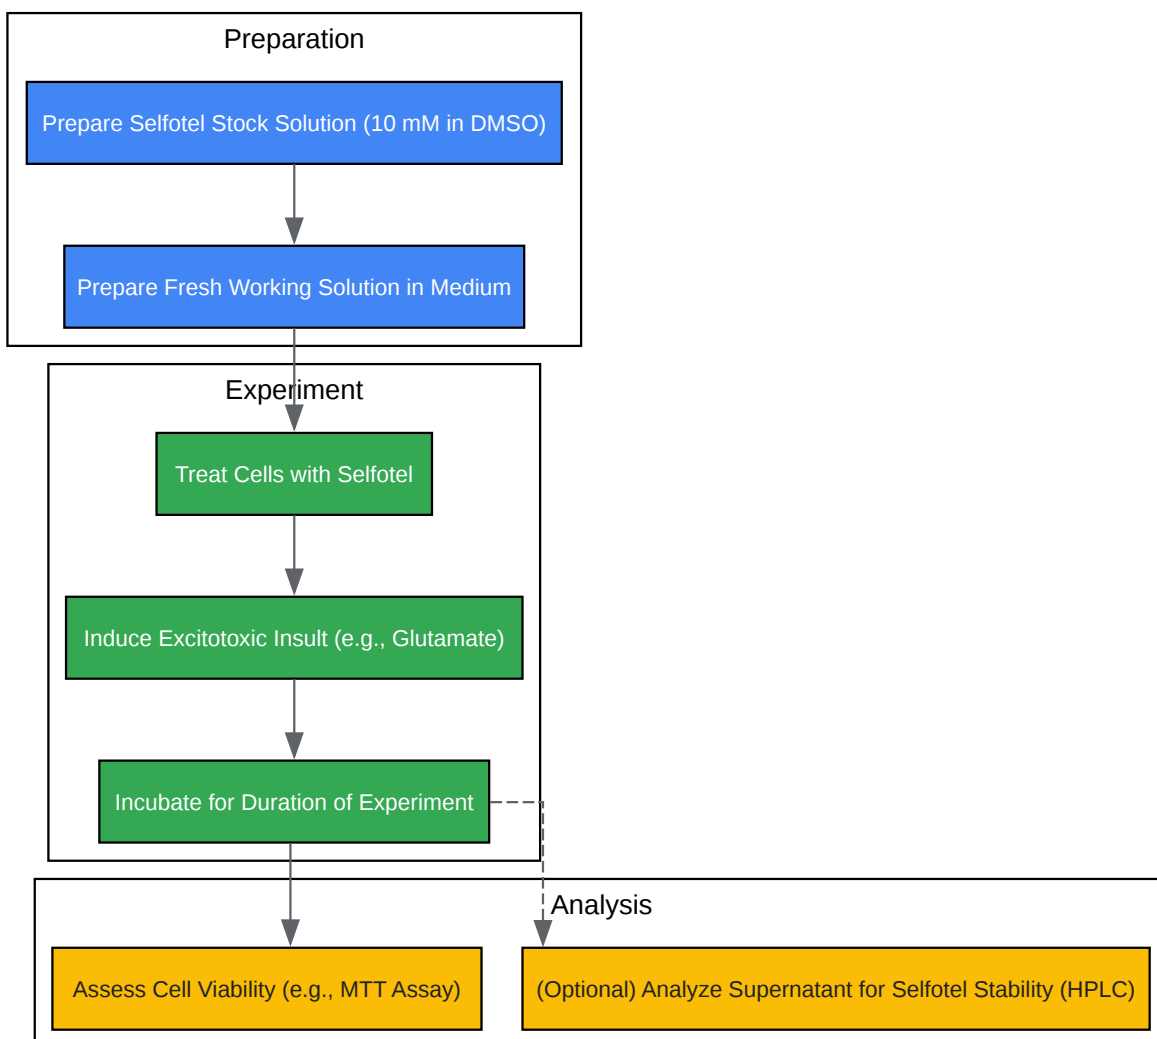 Preparation
Prepare Selfotel Stock Solution (10 mM in DMSO)
Prepare Fresh Working Solution in Medium
Experiment
Treat Cells with Selfotel
Induce Excitotoxic Insult (e.g., Glutamate)
Incubate for Duration of Experiment
Analysis
Assess Cell Viability (e.g., MTT Assay)
(Optional) Analyze Supernatant for Selfotel Stability (HPLC)